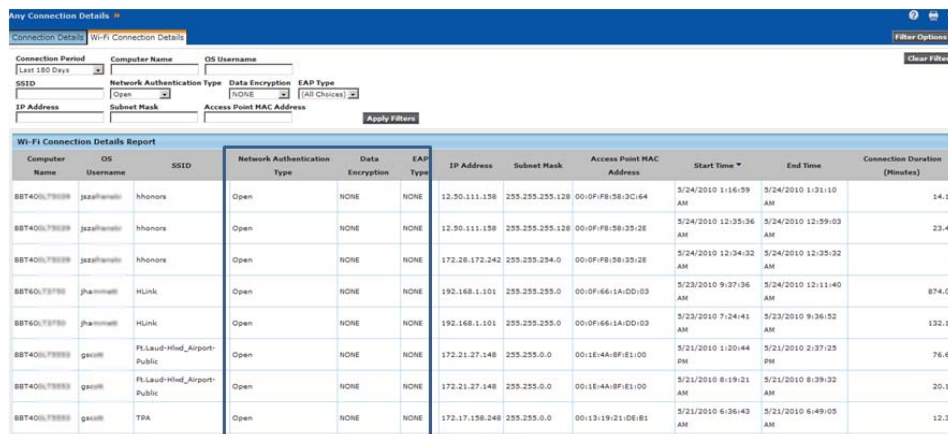 Any Connection Details
Connection Details Wi-Fi Connection Details Filter Options
Connection Period Computer Name OS Username Clear Filter
Last 180 Days
SSID Network Authentication Type Data Encryption EAP Type
Open NONE (All Choices)
IP Address Subnet Mask Access Point MAC Address
Apply Filters
Wi-Fi Connection Details Report
Computer Name OS Username SSID Network Authentication Type Data Encryption EAP Type IP Address Subnet Mask Access Point MAC Address Start Time End Time Connection Duration (Minutes)
hhonors Open NONE NONE 12.50.111.158 255.255.255.128 00:0F:F8:58:3C:64 5/24/2010 1:16:59 AM 5/24/2010 1:31:10 AM 14.1
hhonors Open NONE NONE 12.50.111.158 255.255.255.128 00:0F:F8:58:35:2E 5/24/2010 12:35:36 AM 5/24/2010 12:59:03 AM 23.4
hhonors Open NONE NONE 172.28.172.242 255.255.254.0 00:0F:F8:58:35:2E 5/24/2010 12:34:32 AM 5/24/2010 12:35:32 AM
HLink Open NONE NONE 192.168.1.101 255.255.255.0 00:0F:66:1A:DD:03 5/23/2010 9:37:36 AM 5/24/2010 12:11:40 AM 874.0
HLink Open NONE NONE 192.168.1.101 255.255.255.0 00:0F:66:1A:DD:03 5/23/2010 7:24:41 AM 5/23/2010 9:36:52 AM 132.1
Ft.Laud-Hlwd_Airport-Public Open NONE NONE 172.21.27.148 255.255.0.0 00:1E:4A:8F:E1:00 5/21/2010 1:20:44 PM 5/21/2010 2:37:25 PM 76.6
Ft.Laud-Hlwd_Airport-Public Open NONE NONE 172.21.27.148 255.255.0.0 00:1E:4A:8F:E1:00 5/21/2010 8:19:21 AM 5/21/2010 8:39:32 AM 20.1
TPA Open NONE NONE 172.17.158.248 255.255.0.0 00:13:19:21:DE:B1 5/21/2010 6:36:43 AM 5/21/2010 6:49:05 AM 12.3